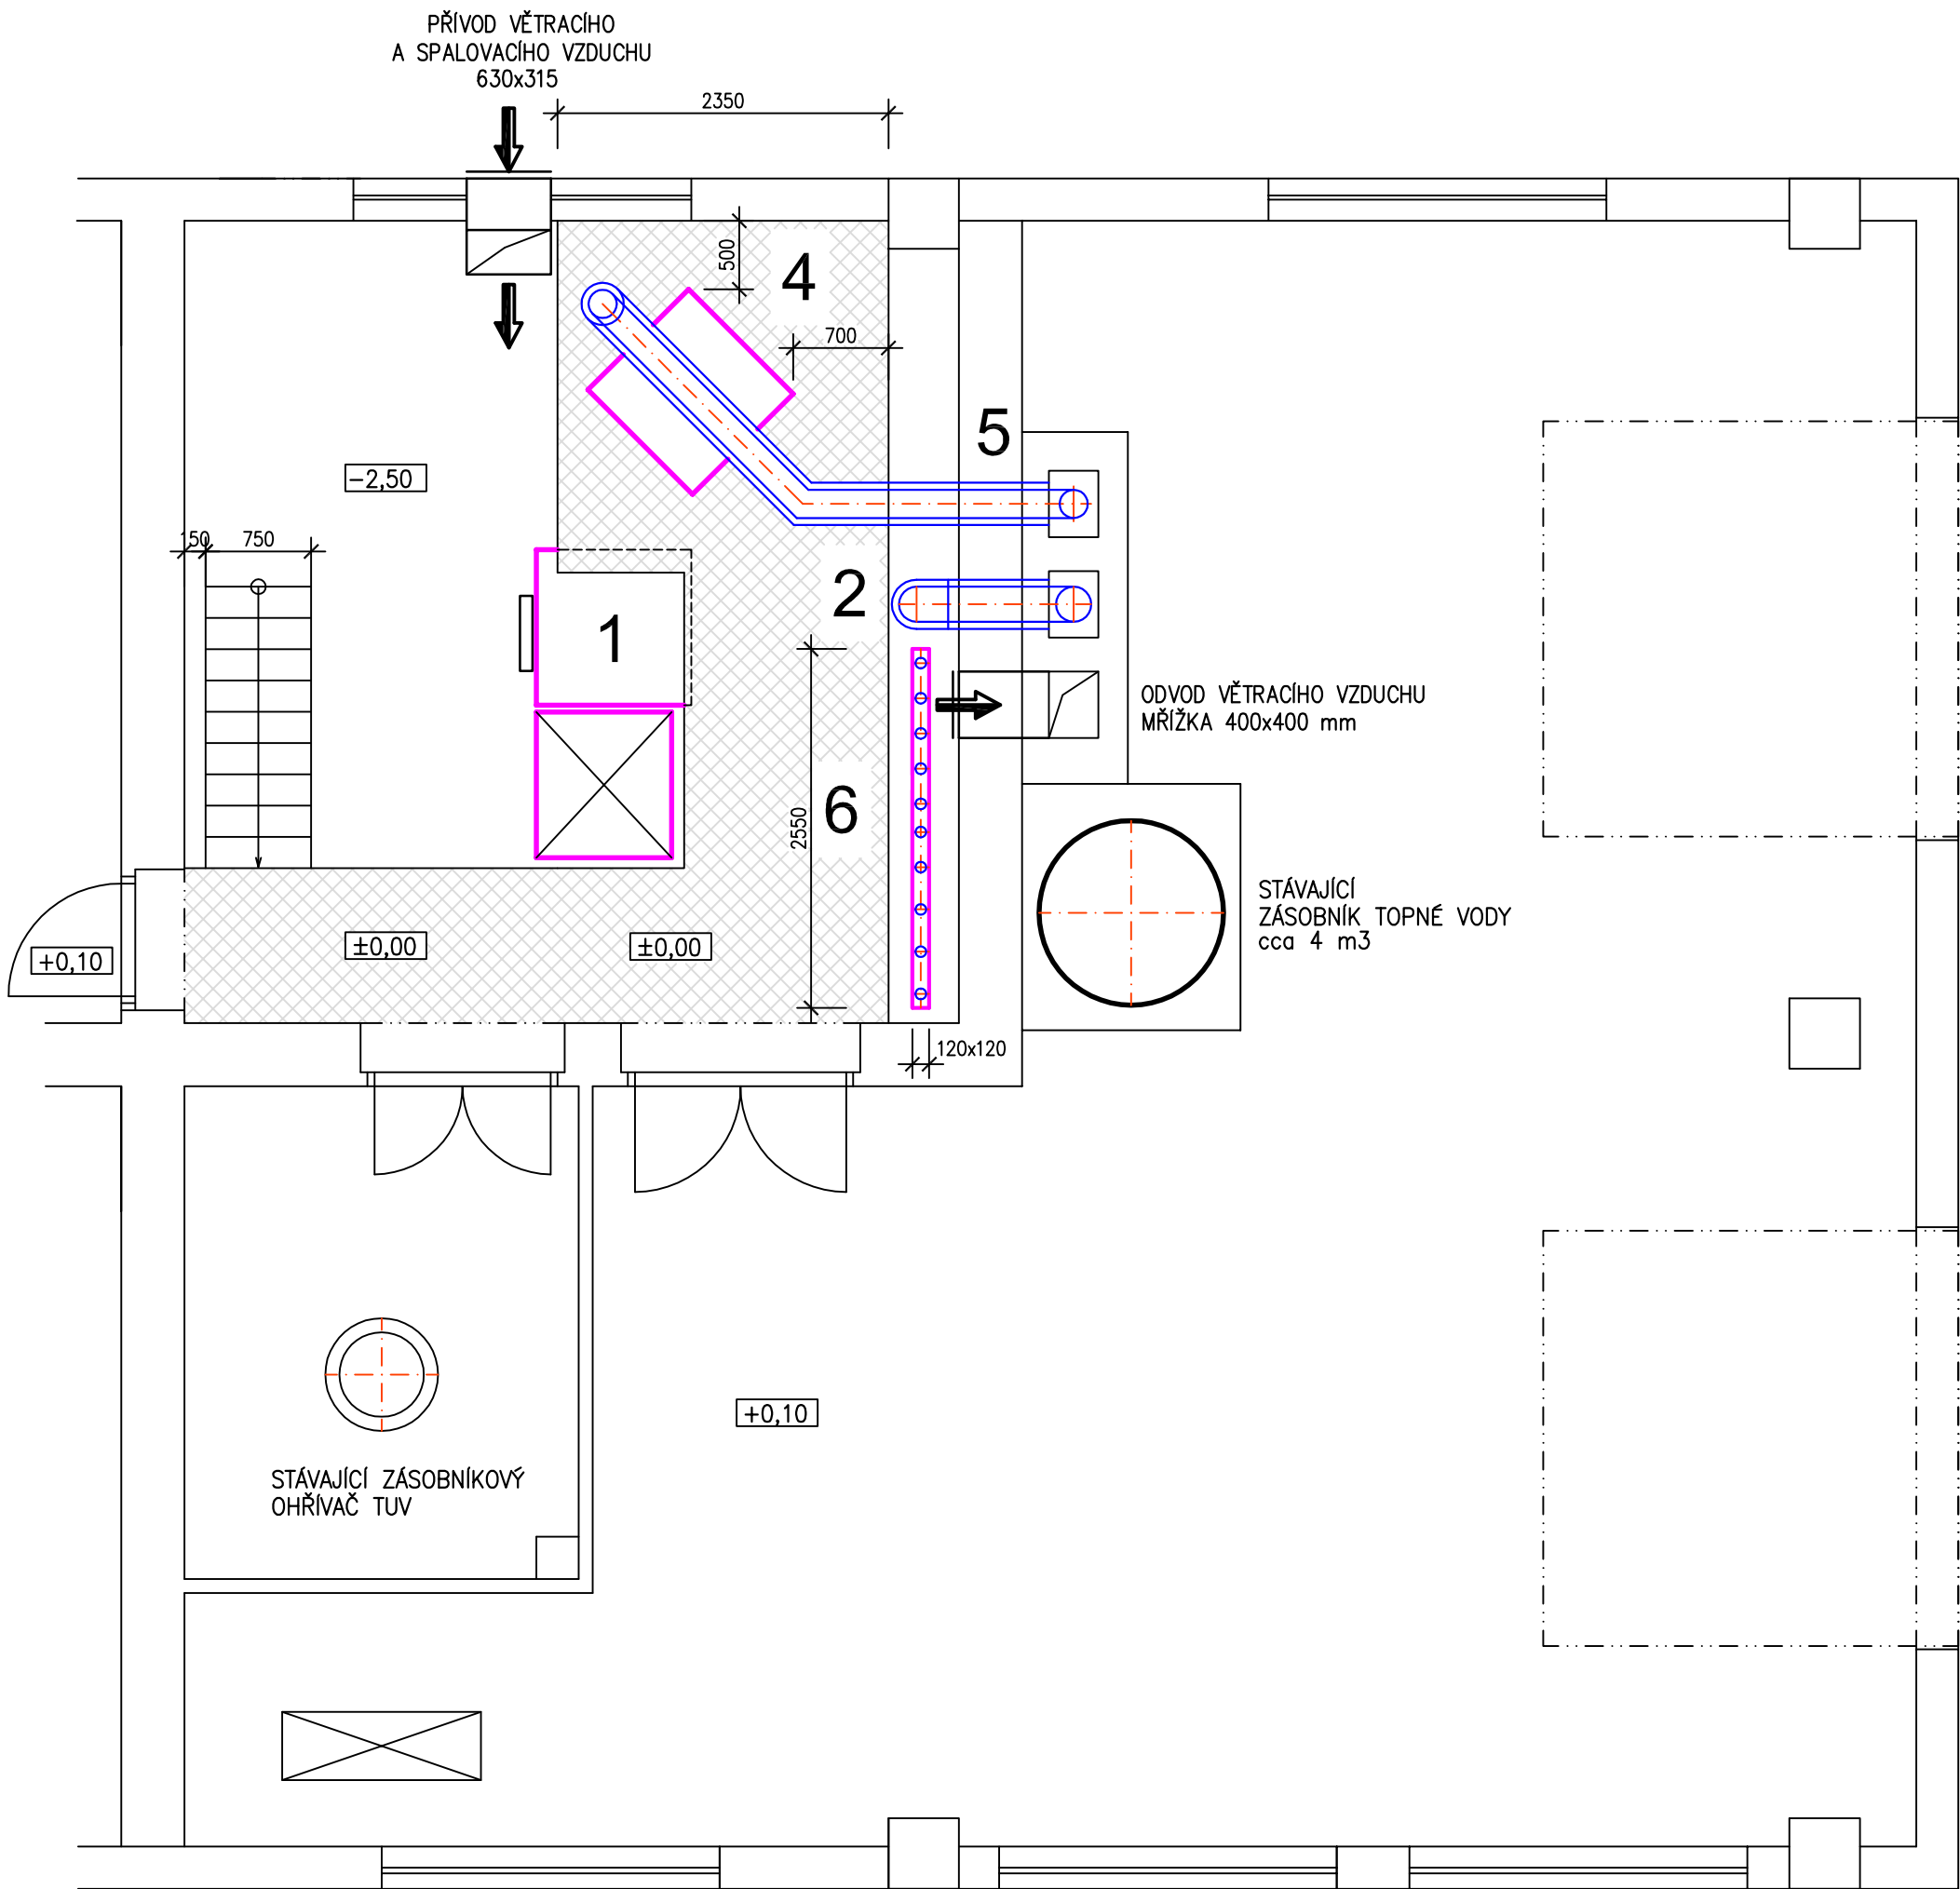 PŘÍVOD VĚTRACÍHO
A SPALOVACÍHO VZDUCHU
630x315
2350
500
4
700
5
-2,50
150
750
2
1
ODVOD VĚTRACÍHO VZDUCHU
MŘÍŽKA 400x400 mm
6
2550
STÁVAJÍCÍ
ZÁSOBNÍK TOPNÉ VODY
cca 4 m3
+0,10
±0,00
±0,00
120x120
+0,10
STÁVAJÍCÍ ZÁSOBNÍKOVÝ
OHŘÍVAČ TUV